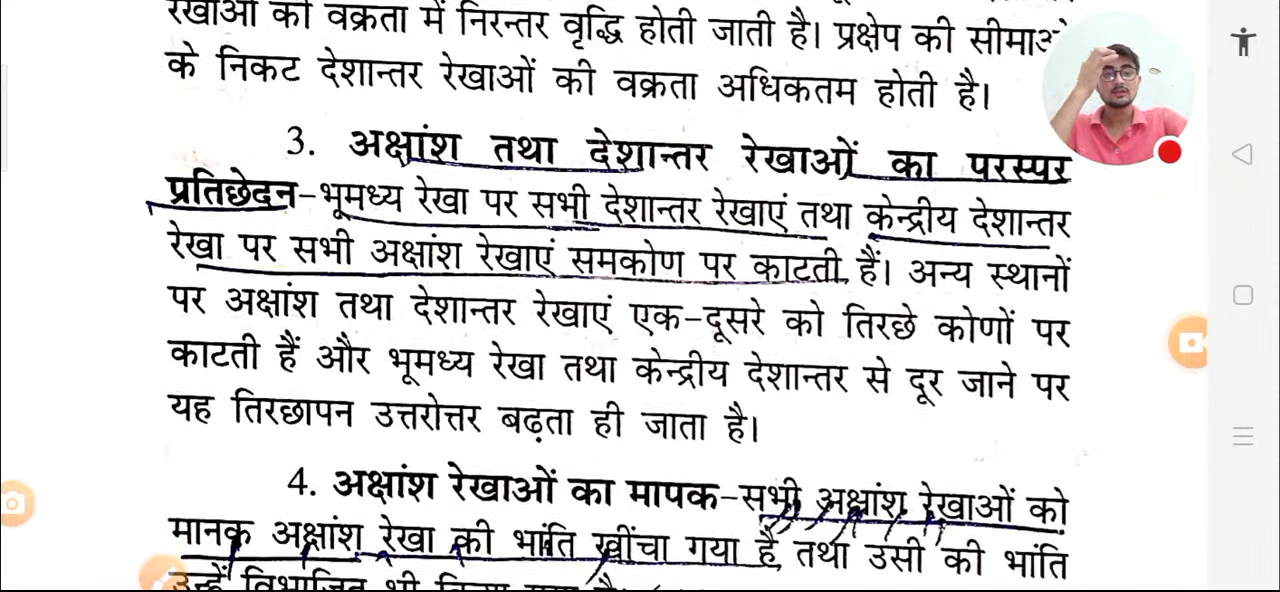 रेखाओं की वक्रता में निरन्तर वृद्धि होती जाती है। प्रक्षेप की
के निकट देशान्तर रेखाओं की वक्रता अधिकतम होती है।
3. अक्षांश तथा देशान्तर रेखाओं का परस्पर
प्रतिछेदन-भूमध्य रेखा पर सभी देशान्तर रेखाएं तथा केन्द्रीय देशान्तर
रेखा पर सभी अक्षांश रेखाएं समकोण पर काटती हैं। अन्य स्थानों
पर अक्षांश तथा देशान्तर रेखाएं एक-दूसरे को तिरछे कोणों पर
काटती हैं और भूमध्य रेखा तथा केन्द्रीय देशान्तर से दूर जाने पर
यह तिरछापन उत्तरोत्तर बढ़ता ही जाता है।
4. अक्षांश रेखाओं का मापक-सभी अक्षांश रेखाओं को
मानक अक्षांश रेखा की भांति खींचा गया है, तथा उसी की भांति
उन्हें विभाजित भी किया गया है।